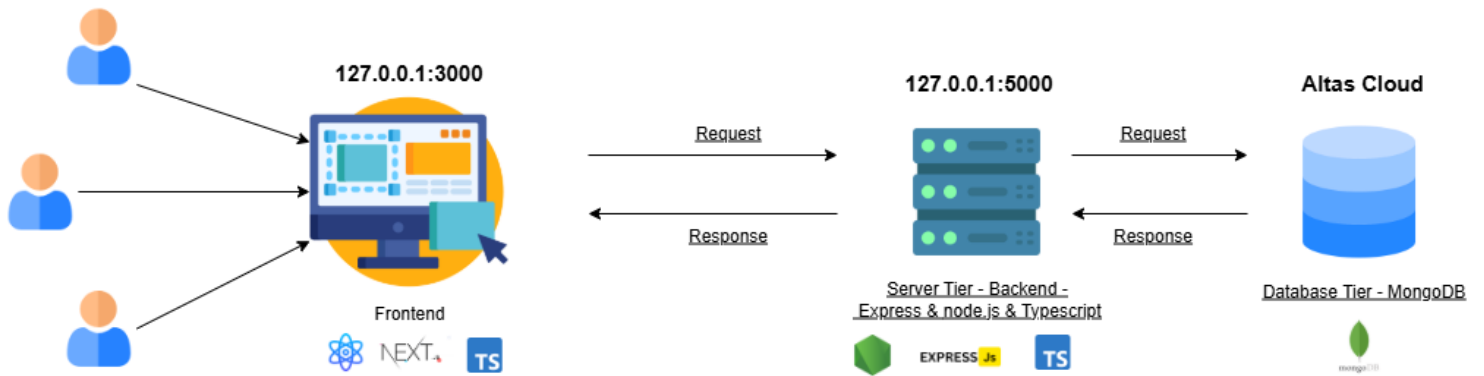 127.0.0.1:3000
Frontend
NEXT.
TS
Request
Response
127.0.0.1:5000
Server Tier - Backend -
Express & node.js & Typescript
EXPRESS Js
TS
Request
Response
Altas Cloud
Database Tier - MongoDB
mongoDB